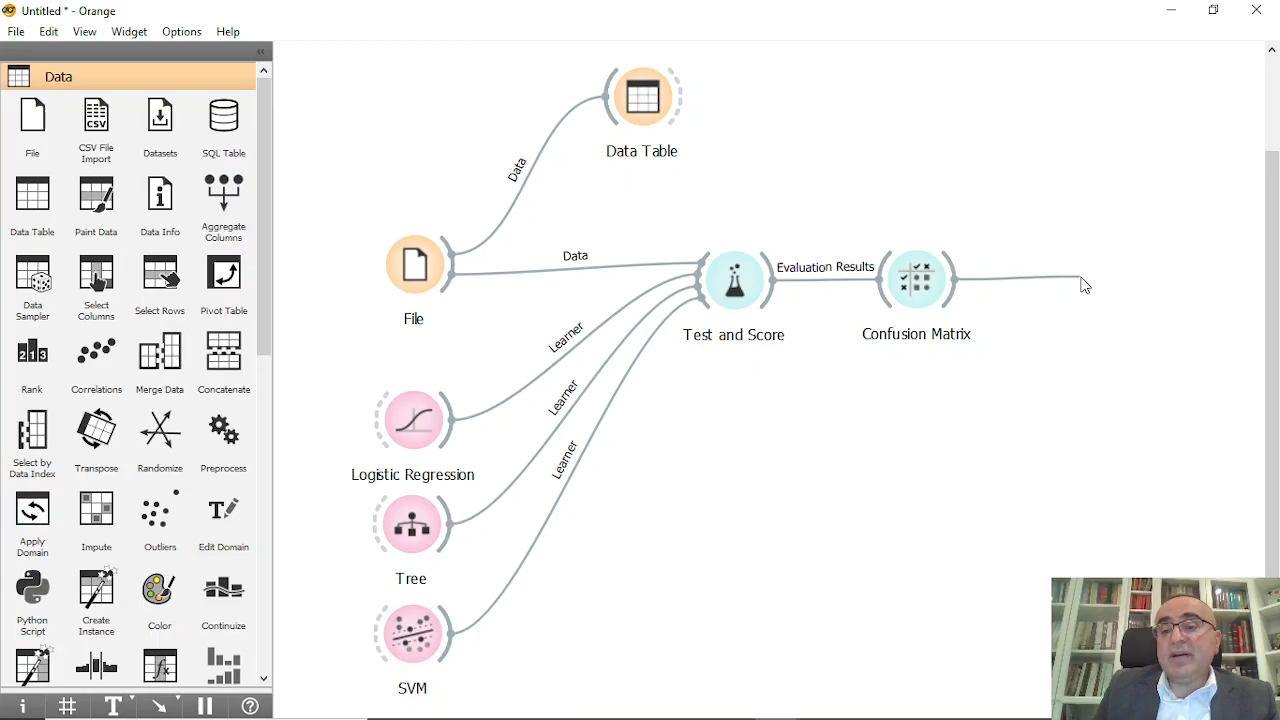 Untitled * - Orange
File Edit View Widget Options Help
Data
File
CSV File
Import
Datasets
SQL Table
Data Table
Paint Data
Data Info
Aggregate
Columns
Data
Sampler
Select
Columns
Select Rows
Pivot Table
Rank
Correlations
Merge Data
Concatenate
Select by
Data Index
Transpose
Randomize
Preprocess
Apply
Domain
Impute
Outliers
Edit Domain
Python
Script
Create
Instance
Color
Continuize
Data Table
Data
File
Data
Test and Score
Evaluation Results
Confusion Matrix
Learner
Logistic Regression
Learner
Tree
Learner
SVM